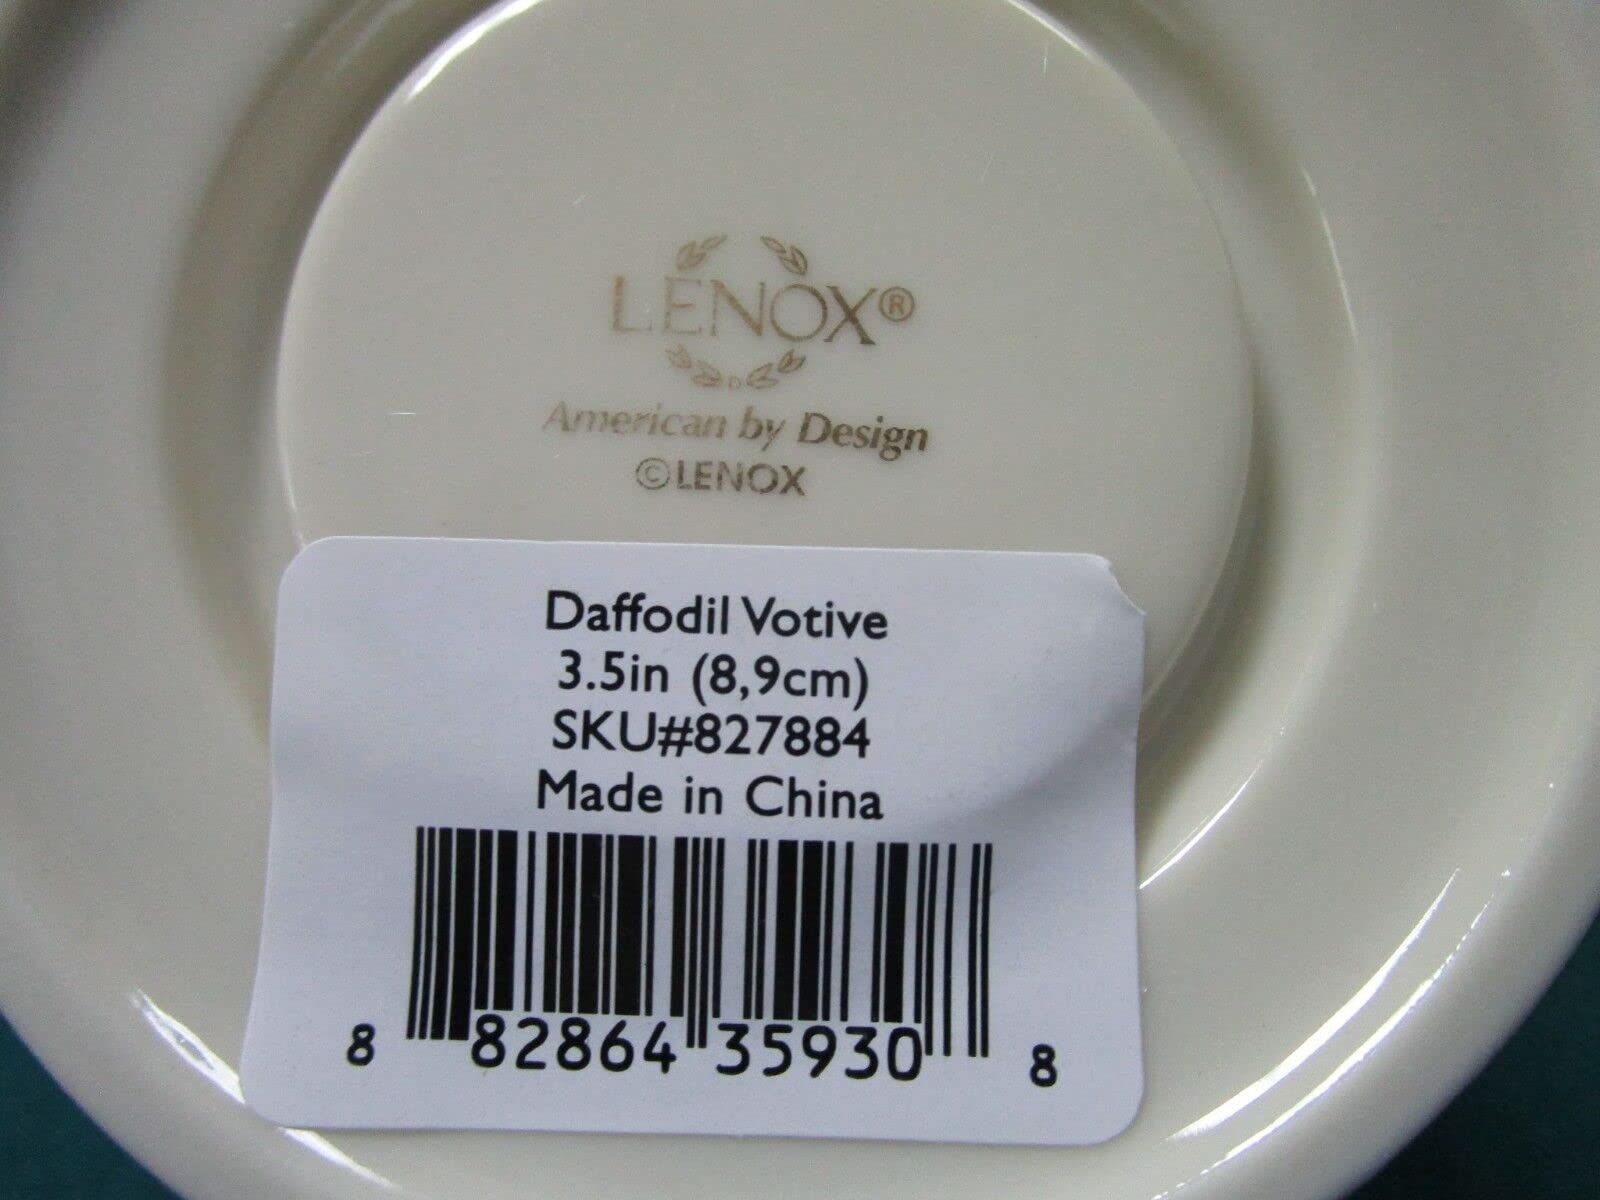 LENOX®
American by Design
©LENOX
Daffodil Votive
3.5in (8,9cm)
SKU#827884
Made in China
8 82864 35930 8